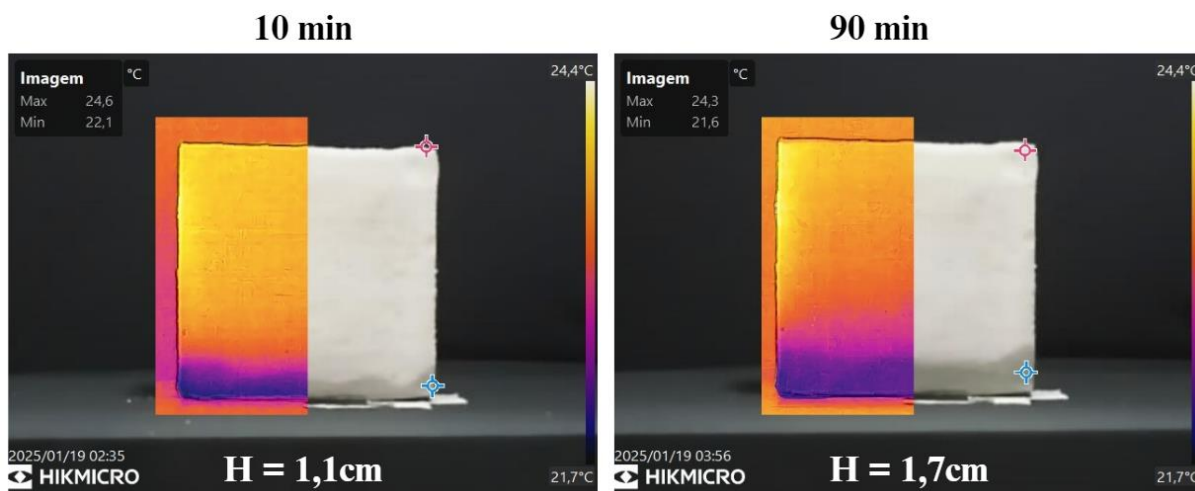 10 min
90 min
Imagem
°C
Max 24,6
Min 22,1
24,4°C
2025/01/19 02:35
HIKMICRO
H = 1,1cm
21,7°C
Imagem
°C
Max 24,3
Min 21,6
24,4°C
2025/01/19 03:56
HIKMICRO
H = 1,7cm
21,7°C